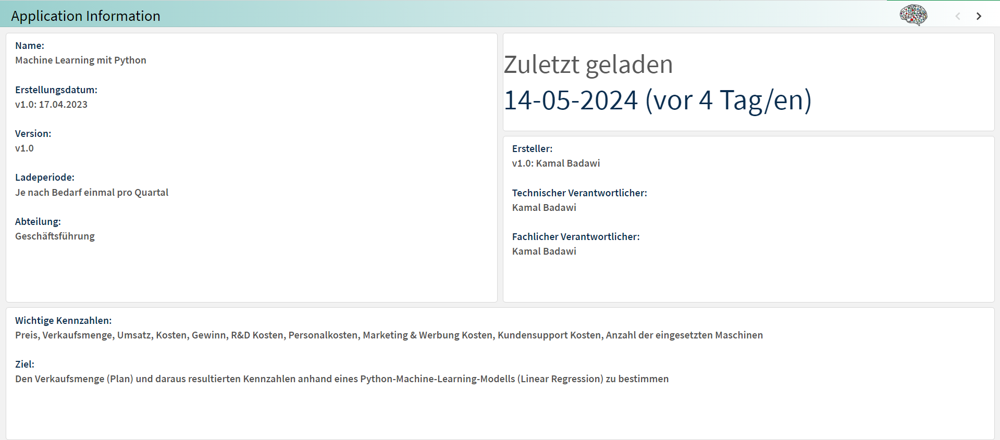 Application Information
Name:
Machine Learning mit Python
Erstellungsdatum:
v1.0: 17.04.2023
Version:
v1.0
Ladeperiode:
Je nach Bedarf einmal pro Quartal
Abteilung:
Geschäftsführung
Zuletzt geladen
14-05-2024 (vor 4 Tag/en)
Ersteller:
v1.0: Kamal Badawi
Technischer Verantwortlicher:
Kamal Badawi
Fachlicher Verantwortlicher:
Kamal Badawi
Wichtige Kennzahlen:
Preis, Verkaufsmenge, Umsatz, Kosten, Gewinn, R&D Kosten, Personalkosten, Marketing & Werbung Kosten, Kundensupport Kosten, Anzahl der eingesetzten Maschinen
Ziel:
Den Verkaufsmenge (Plan) und daraus resultierten Kennzahlen anhand eines Python-Machine-Learning-Modells (Linear Regression) zu bestimmen